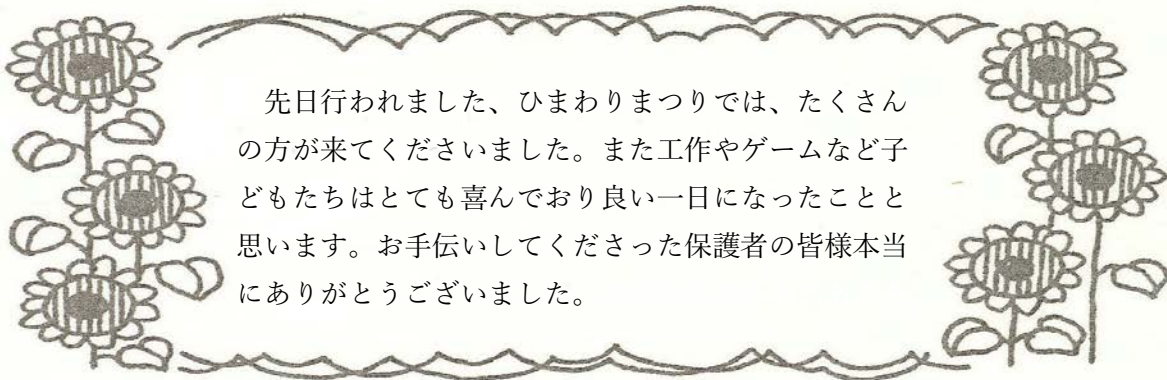 先日行われました、ひまわりまつりでは、たくさん
の方が来てくださいました。また工作やゲームなど子
どもたちはとても喜んでおり良い一日になったことと
思います。お手伝いしてくださった保護者の皆様本当
にありがとうございました。